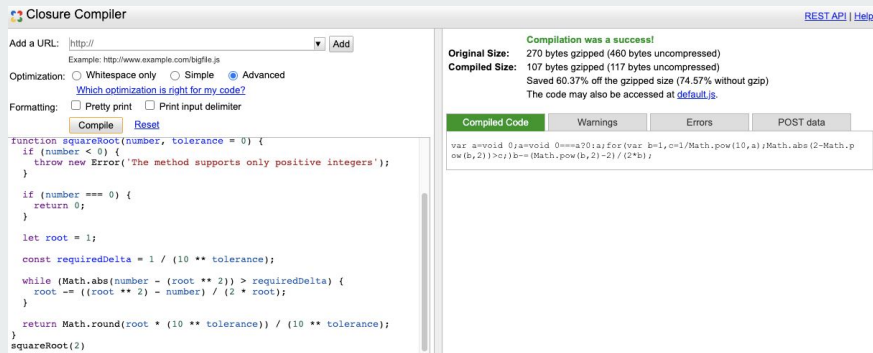 Closure Compiler
REST API | Help
Add a URL: http:// Add
Example: http://www.example.com/bigfile.js
Optimization: Whitespace only Simple Advanced
Which optimization is right for my code?
Formatting: Pretty print Print input delimiter
Compile Reset
function squareRoot(number, tolerance = 0) {
if (number < 0) {
throw new Error('The method supports only positive integers');
}
if (number === 0) {
return 0;
}
let root = 1;
const requiredDelta = 1 / (10 ** tolerance);
while (Math.abs(number - (root ** 2)) > requiredDelta) {
root -= ((root ** 2) - number) / (2 * root);
}
return Math.round(root * (10 ** tolerance)) / (10 ** tolerance);
}
squareRoot(2)
Compilation was a success!
Original Size: 270 bytes gzipped (460 bytes uncompressed)
Compiled Size: 107 bytes gzipped (117 bytes uncompressed)
Saved 60.37% off the gzipped size (74.57% without gzip)
The code may also be accessed at default.js.
Compiled Code Warnings Errors POST data
var a=void 0;a=void 0===a?0:a;for(var b=1,c=1/Math.pow(10,a);Math.abs(2-Math.p
ow(b,2))>c;)b-=(Math.pow(b,2)-2)/(2*b);